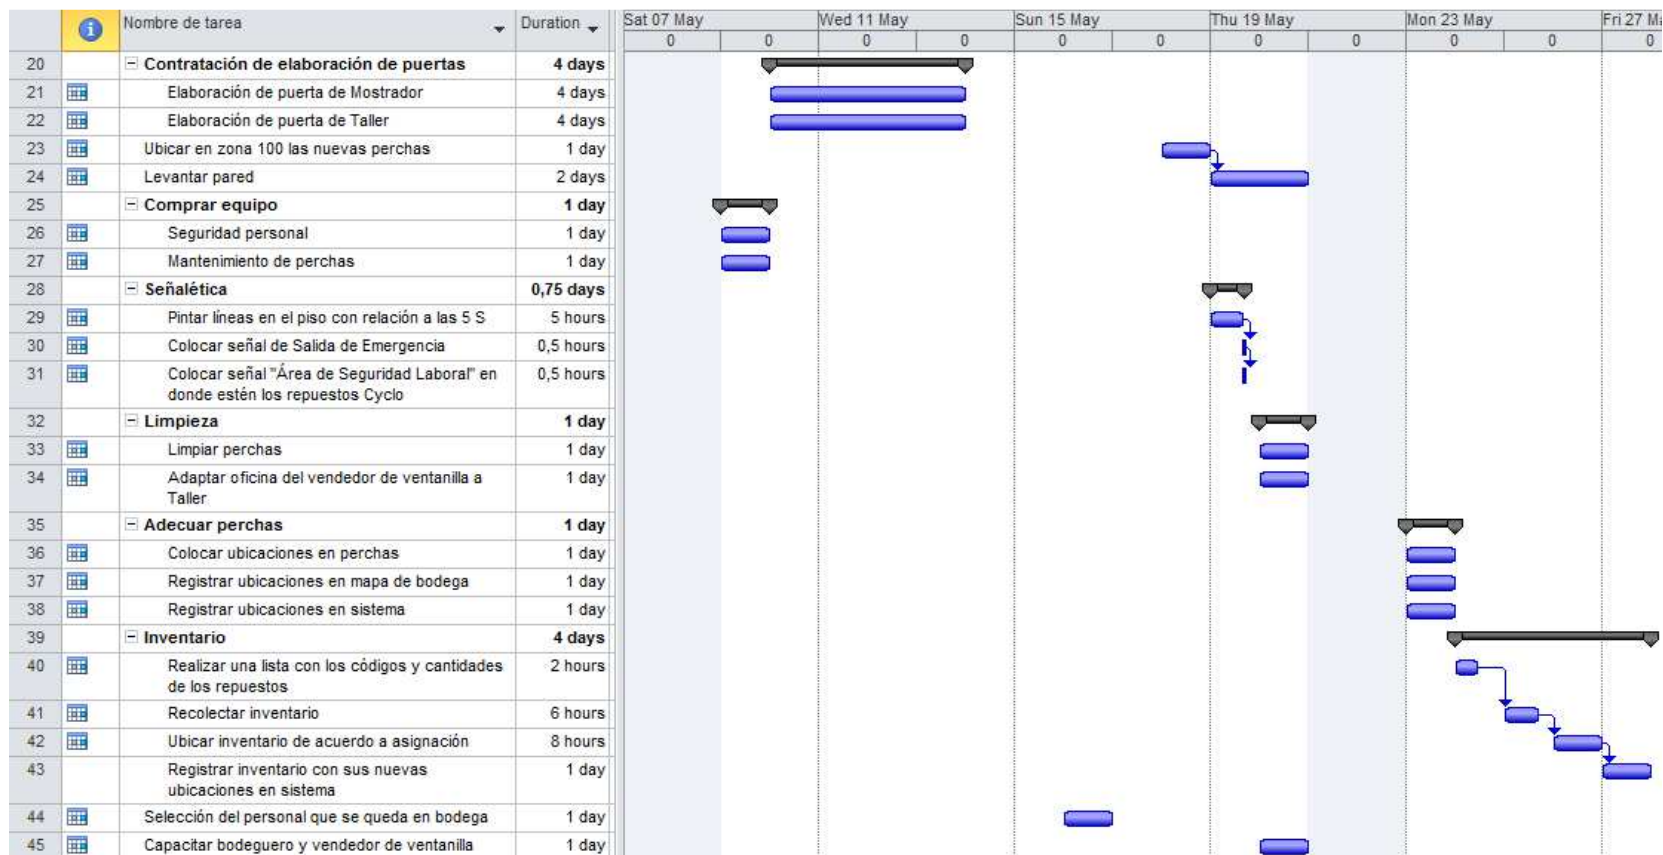 Nombre de tarea Duration Sat 07 May Wed 11 May Sun 15 May Thu 19 May Mon 23 May Fri 27 Ma
0 0 0 0 0 0 0 0 0 0 0
20 Contratación de elaboración de puertas 4 days
21 Elaboración de puerta de Mostrador 4 days
22 Elaboración de puerta de Taller 4 days
23 Ubicar en zona 100 las nuevas perchas 1 day
24 Levantar pared 2 days
25 Comprar equipo 1 day
26 Seguridad personal 1 day
27 Mantenimiento de perchas 1 day
28 Señalética 0,75 days
29 Pintar líneas en el piso con relación a las 5 S 5 hours
30 Colocar señal de Salida de Emergencia 0,5 hours
31 Colocar señal "Área de Seguridad Laboral" en 0,5 hours
donde estén los repuestos Cyclo
32 Limpieza 1 day
33 Limpiar perchas 1 day
34 Adaptar oficina del vendedor de ventanilla a 1 day
Taller
35 Adecuar perchas 1 day
36 Colocar ubicaciones en perchas 1 day
37 Registrar ubicaciones en mapa de bodega 1 day
38 Registrar ubicaciones en sistema 1 day
39 Inventario 4 days
40 Realizar una lista con los códigos y cantidades 2 hours
de los repuestos
41 Recolectar inventario 6 hours
42 Ubicar inventario de acuerdo a asignación 8 hours
43 Registrar inventario con sus nuevas 1 day
ubicaciones en sistema
44 Selección del personal que se queda en bodega 1 day
45 Capacitar bodeguero y vendedor de ventanilla 1 day